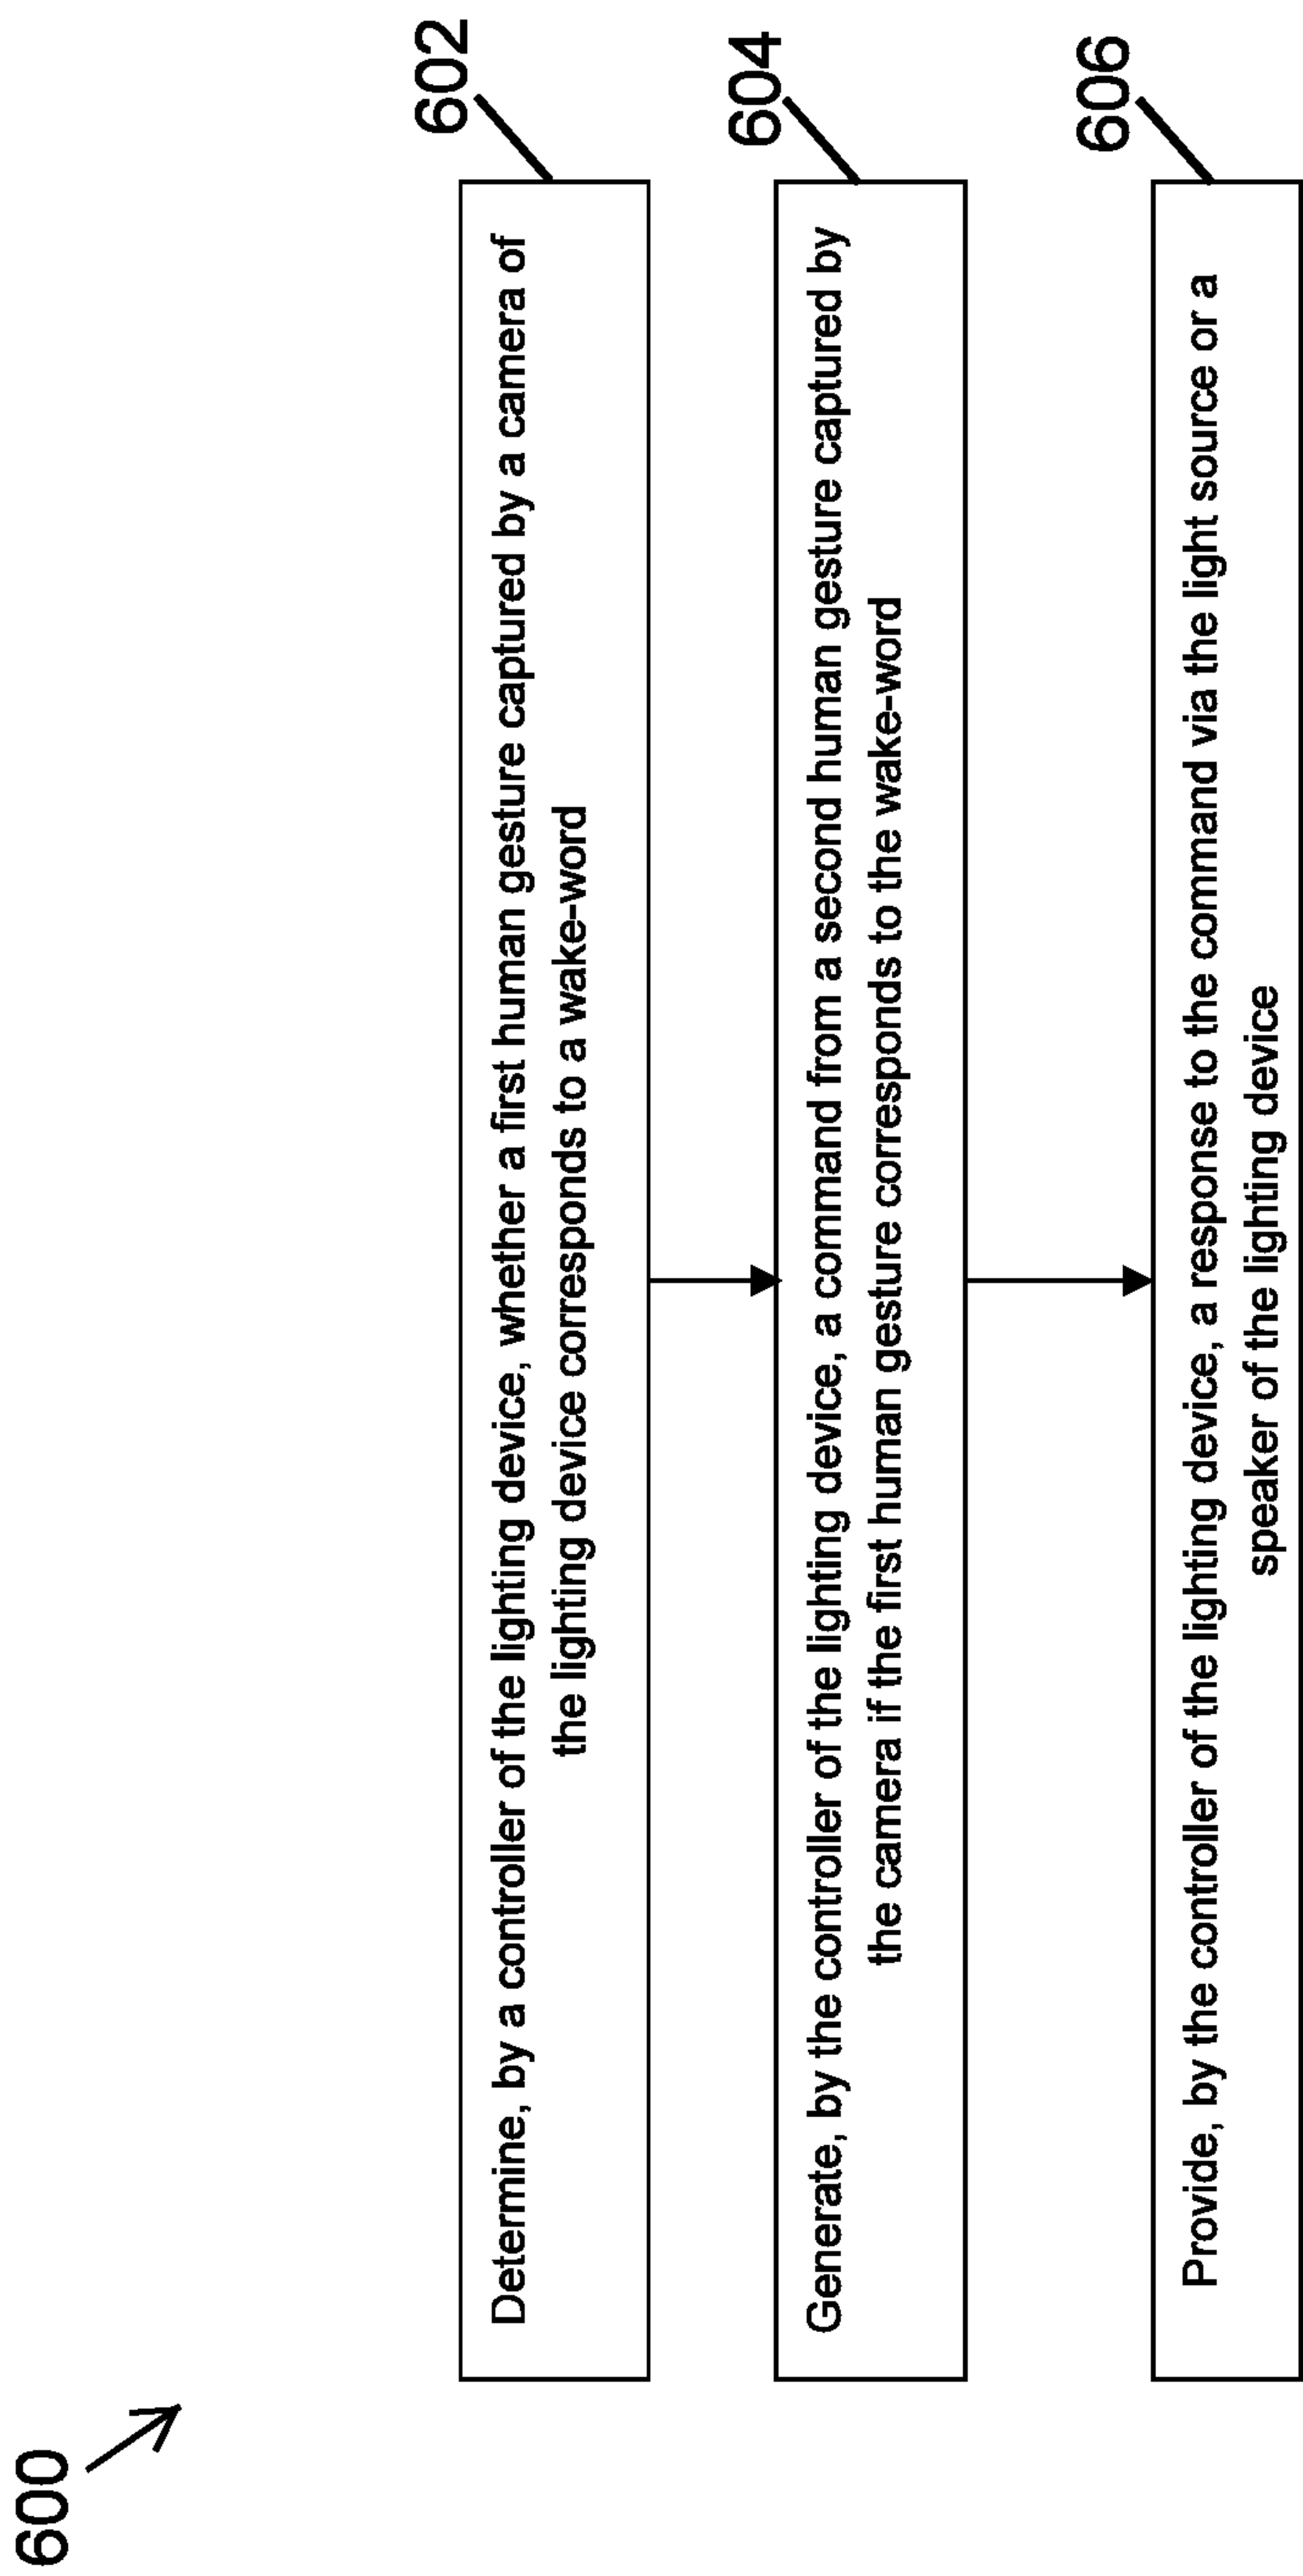 600
602
Determine, by a controller of the lighting device, whether a first human gesture captured by a camera of
the lighting device corresponds to a wake-word
604
Generate, by the controller of the lighting device, a command from a second human gesture captured by
the camera if the first human gesture corresponds to the wake-word
606
Provide, by the controller of the lighting device, a response to the command via the light source or a
speaker of the lighting device